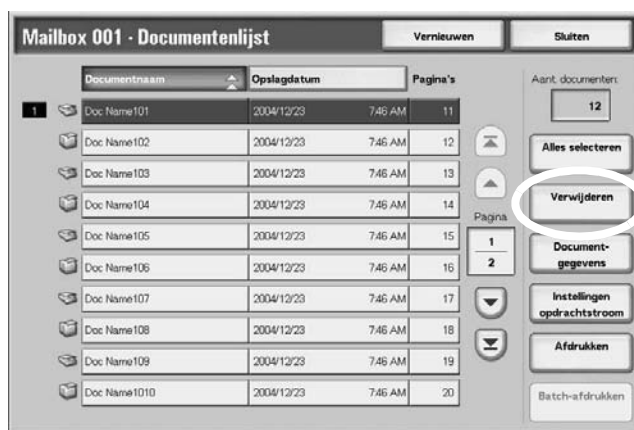 Mailbox 001 - Documentenlijst Vernieuwen Sluiten
Documentnaam Opslagdatum Pagina's Aant. documenten:
1 Doc Name101 2004/12/23 7:46 AM 11 12
Doc Name102 2004/12/23 7:46 AM 12 Alles selecteren
Doc Name103 2004/12/23 7:46 AM 13
Doc Name104 2004/12/23 7:46 AM 14 Verwijderen
Pagina
Doc Name105 2004/12/23 7:46 AM 15 1 Document-
Doc Name106 2004/12/23 7:46 AM 16 2 gegevens
Doc Name107 2004/12/23 7:46 AM 17 Instellingen
opdrachtstroom
Doc Name108 2004/12/23 7:46 AM 18
Doc Name109 2004/12/23 7:46 AM 19 Afdrukken
Doc Name1010 2004/12/23 7:46 AM 20 Batch-afdrukken